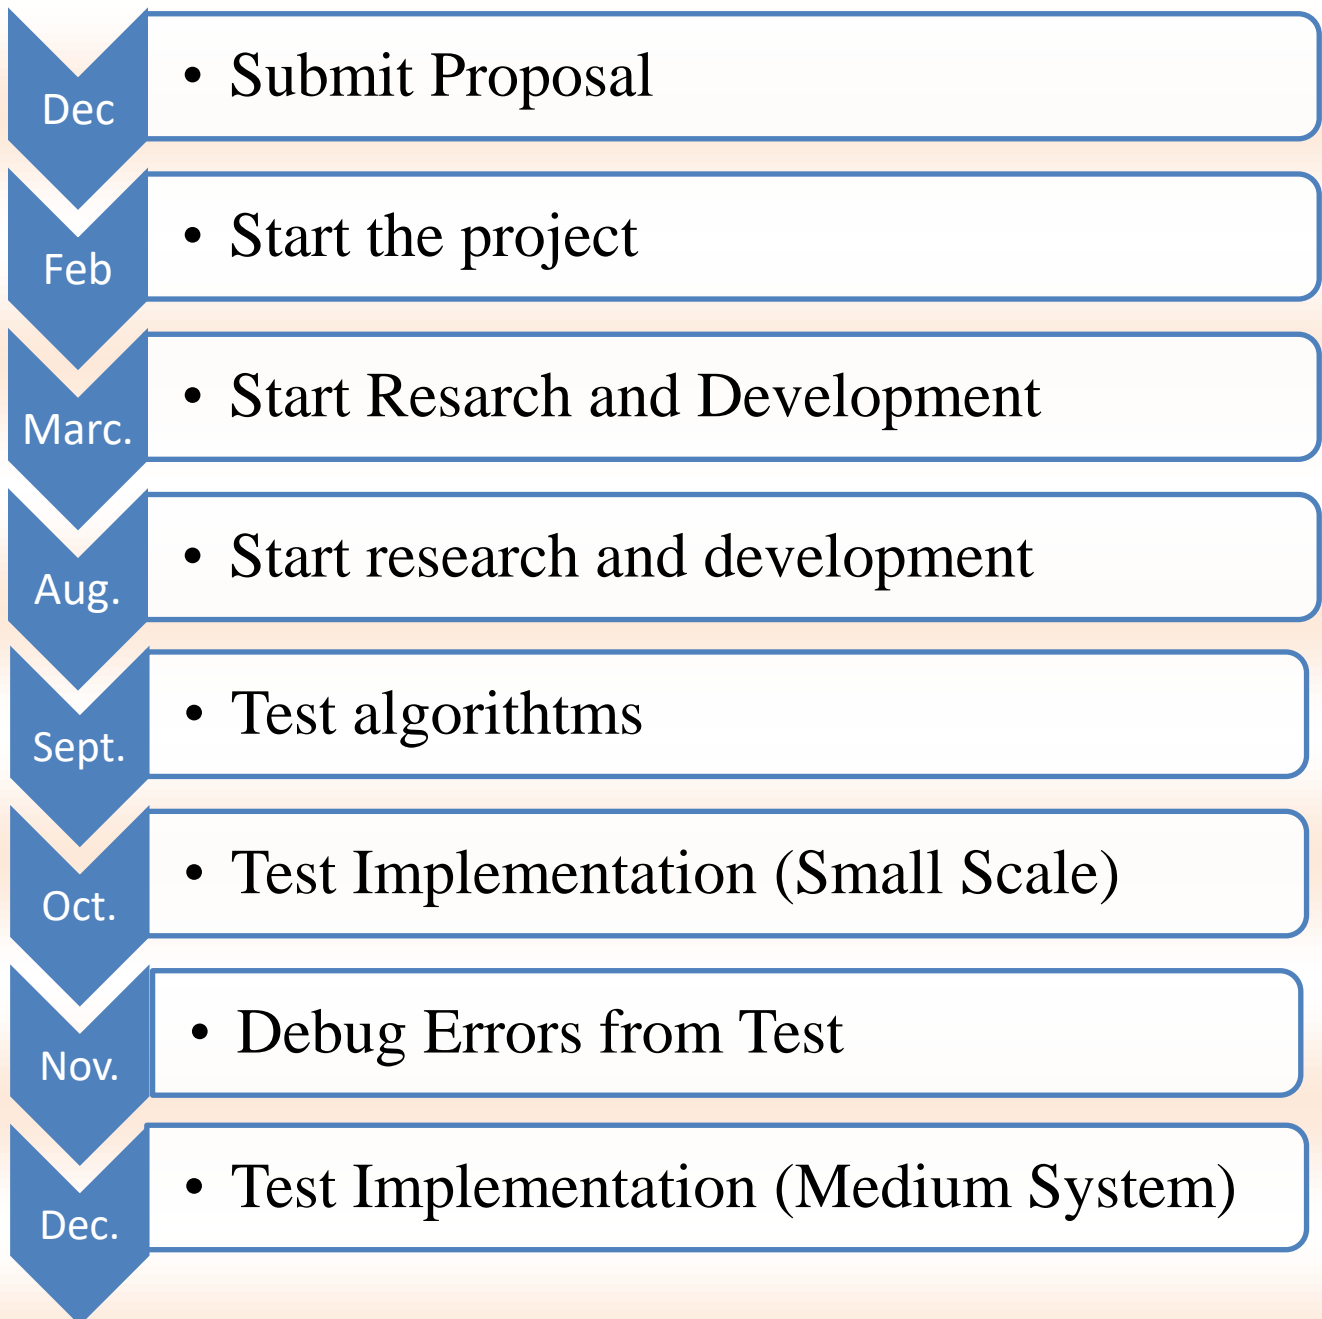 Dec
• Submit Proposal
Feb
• Start the project
Marc.
• Start Resarch and Development
Aug.
• Start research and development
Sept.
• Test algorithtms
Oct.
• Test Implementation (Small Scale)
Nov.
• Debug Errors from Test
Dec.
• Test Implementation (Medium System)